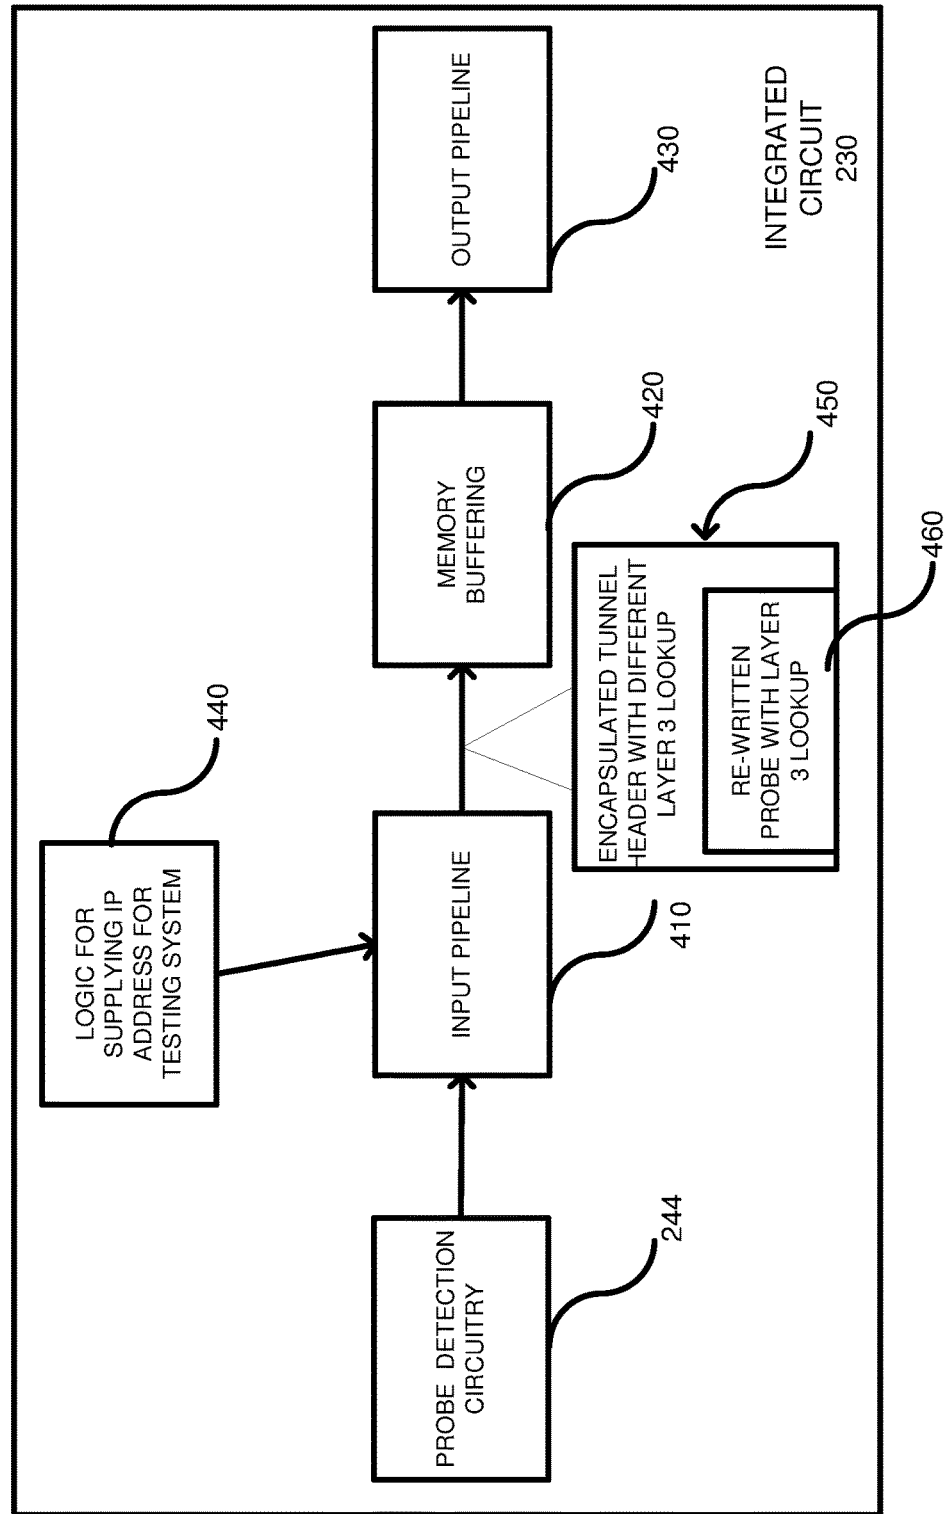 LOGIC FOR
SUPPLYING IP
ADDRESS FOR
TESTING SYSTEM
440
PROBE DETECTION
CIRCUITRY
244
INPUT PIPELINE
410
MEMORY
BUFFERING
420
OUTPUT PIPELINE
430
ENCAPSULATED TUNNEL
HEADER WITH DIFFERENT
LAYER 3 LOOKUP
450
RE-WRITTEN
PROBE WITH LAYER
3 LOOKUP
460
INTEGRATED
CIRCUIT
230